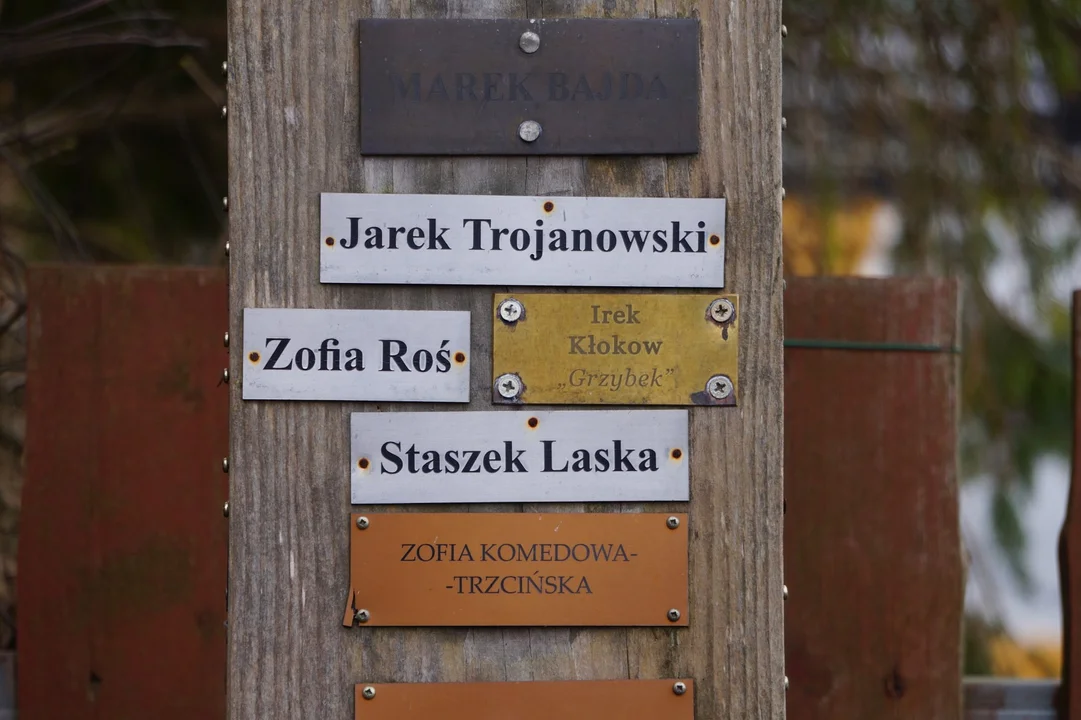 MAREK BAJDA
Jarek Trojanowski
Zofia Roś
Irek
Kłokow
„Grzybek”
Staszek Laska
ZOFIA KOMEDOWA-
-TRZCIŃSKA